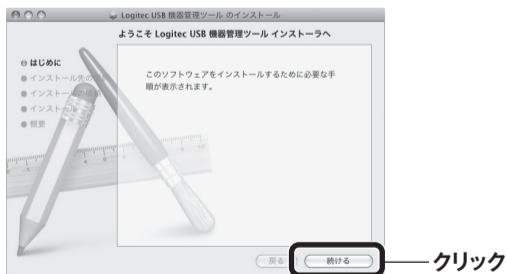 Logitec USB 機器管理ツール のインストール
ようこそ Logitec USB 機器管理ツール インストーラへ
はじめに
インストール先の
インストール
インストール
概要
このソフトウェアをインストールするために必要な手
順が表示されます。
戻る
続ける
クリック